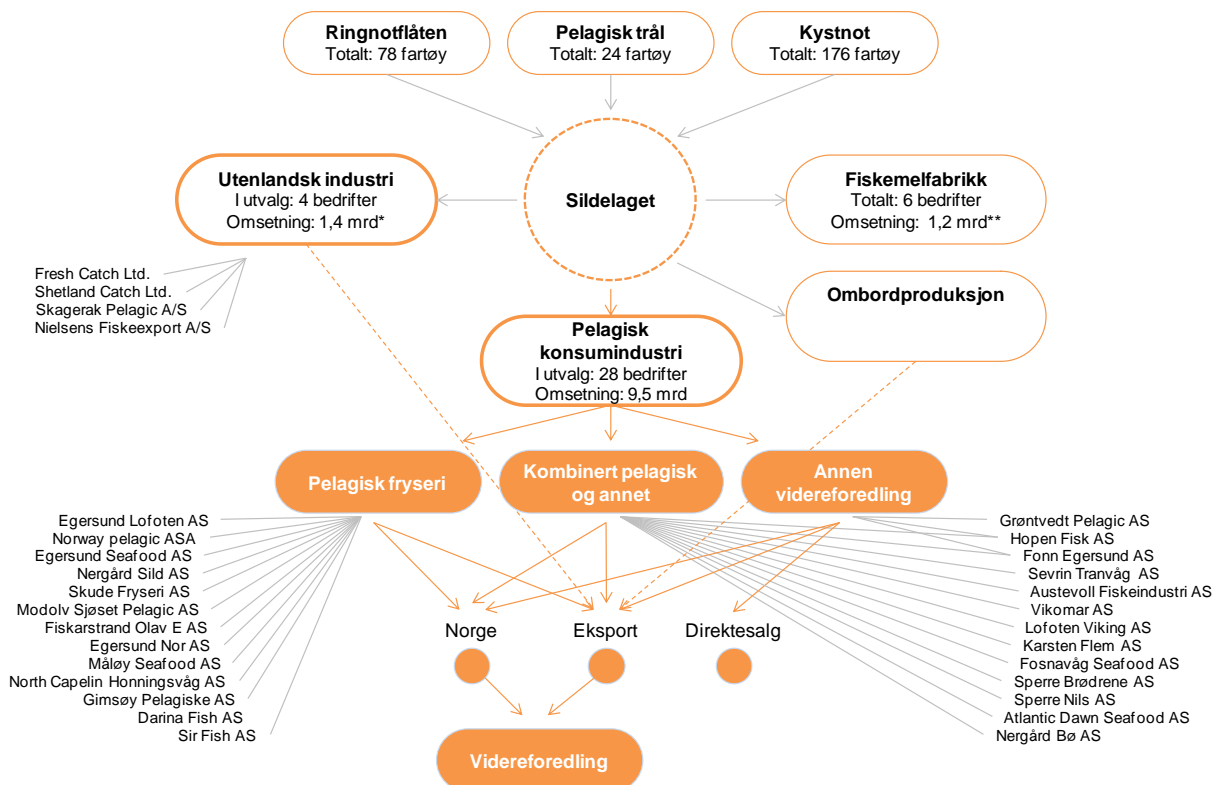 Ringnotflåten
Totalt: 78 fartøy
Pelagisk trål
Totalt: 24 fartøy
Kystnot
Totalt: 176 fartøy
Utenlandsk industri
I utvalg: 4 bedrifter
Omsetning: 1,4 mrd*
Sildelaget
Fiskemelfabrikk
Totalt: 6 bedrifter
Omsetning: 1,2 mrd**
Fresh Catch Ltd.
Shetland Catch Ltd.
Skagerak Pelagic A/S
Nielsens Fiskeexport A/S
Ombordproduksjon
Pelagisk
konsumindustri
I utvalg: 28 bedrifter
Omsetning: 9,5 mrd
Pelagisk fryseri
Kombinert pelagisk
og annet
Annen
videreforedling
Egersund Lofoten AS
Norway pelagic ASA
Egersund Seafood AS
Nergård Sild AS
Skude Fryseri AS
Modolv Sjøset Pelagic AS
Fiskarstrand Olav E AS
Egersund Nor AS
Måløy Seafood AS
North Capelin Honningsvåg AS
Gimsøy Pelagiske AS
Darina Fish AS
Sir Fish AS
Grøntvedt Pelagic AS
Hopen Fisk AS
Fonn Egersund AS
Sevrin Tranvåg AS
Austevoll Fiskeindustri AS
Vikomar AS
Lofoten Viking AS
Karsten Flem AS
Fosnavåg Seafood AS
Sperre Brødrene AS
Sperre Nils AS
Atlantic Dawn Seafood AS
Nergård Bø AS
Norge
Eksport
Direktesalg
Videreforedling